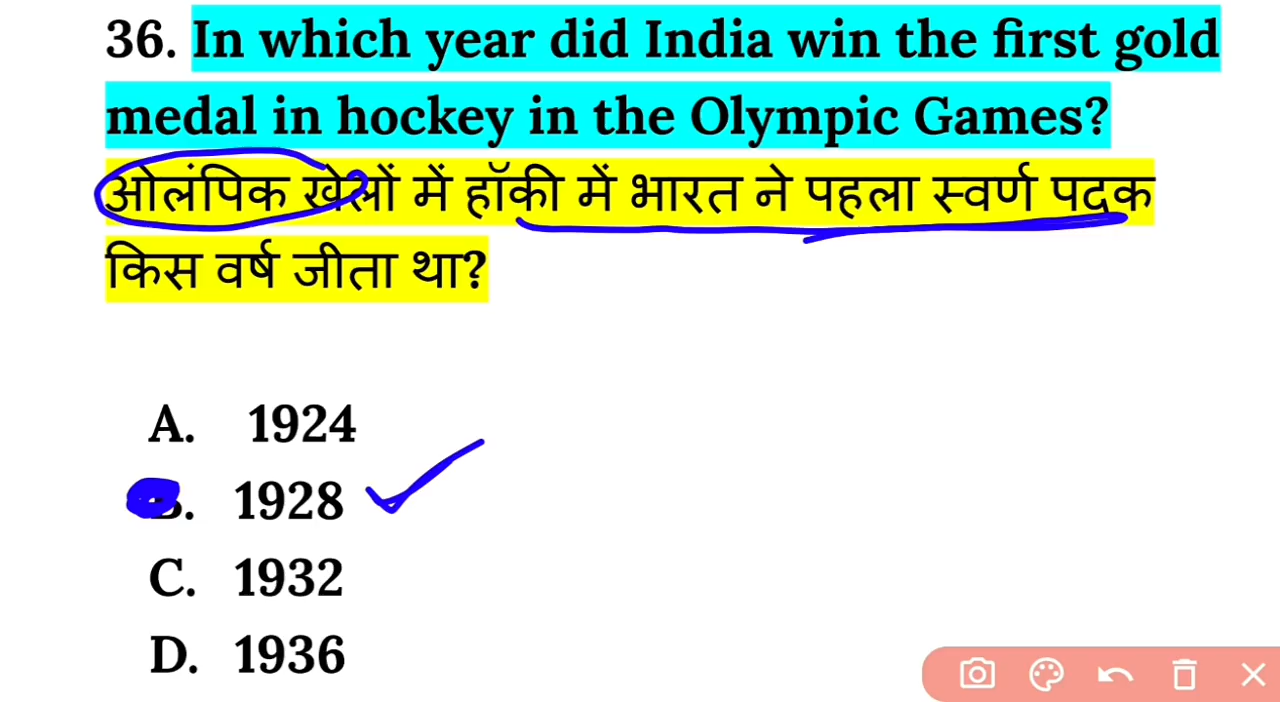 36. In which year did India win the first gold
medal in hockey in the Olympic Games?
ओलंपिक खेलों में हॉकी में भारत ने पहला स्वर्ण पदक
किस वर्ष जीता था?
A. 1924
B. 1928
C. 1932
D. 1936